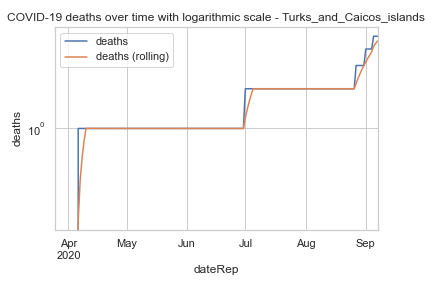 COVID-19 deaths over time with logarithmic scale - Turks_and_Caicos_islands
deaths
deaths (rolling)
deaths
10⁰
Apr
2020
May
Jun
Jul
Aug
Sep
dateRep